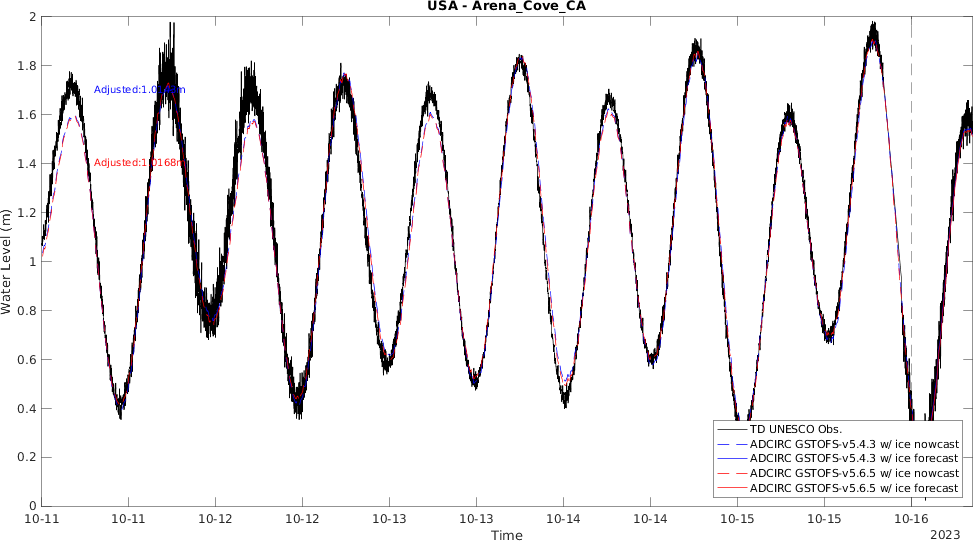 USA - Arena_Cove_CA
2
1.8
1.6
1.4
1.2
1
0.8
0.6
0.4
0.2
0
Water Level (m)
Adjusted:1.0168m
TD UNESCO Obs.
ADCIRC GSTOFS-v5.4.3 w/ ice nowcast
ADCIRC GSTOFS-v5.4.3 w/ ice forecast
ADCIRC GSTOFS-v5.6.5 w/ ice nowcast
ADCIRC GSTOFS-v5.6.5 w/ ice forecast
10-11 10-11 10-12 10-12 10-13 10-13 10-14 10-14 10-15 10-15 10-16
Time
2023